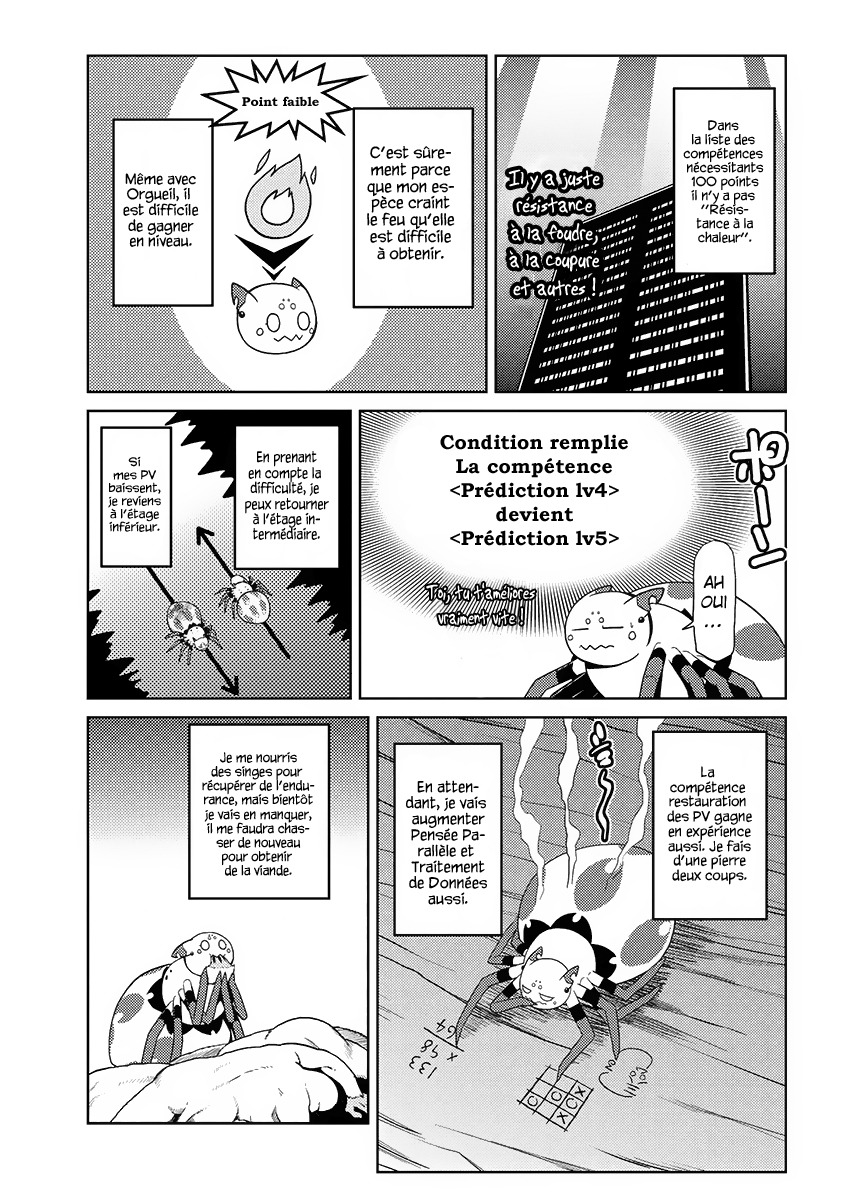 Dans
la liste des
compétences
nécessitants
100 points
il n'y a pas
"Résis-
tance à la
chaleur".
Il y a juste
résistance
à la foudre,
à la coupure
et autres !
Point faible
C'est sûre-
ment parce
que mon es-
pèce craint
le feu qu'elle
est difficile
à obtenir.
Même avec
Orgueil, il
est difficile
de gagner
en niveau.
ポーン
Condition remplie
La compétence
<Prédiction lv4>
devient
<Prédiction lv5>
AH
OUI
...
Toi, tu t'améliores
vraiment vite !
En prenant
en compte la
difficulté, je
peux retourner
à l'étage in-
termédiaire.
Si
mes PV
baissent,
je reviens
à l'étage
inférieur.
La
compétence
restauration
des PV gagne
en expérience
aussi. Je fais
d'une pierre
deux coups.
En atten-
dant, je vais
augmenter
Pensée Pa-
rallèle et
Traitement
de Données
aussi.
133
x 48
64
Je me nourris
des singes pour
récupérer de l'endu-
rance, mais bientôt
je vais en manquer,
il me faudra chas-
ser de nouveau
pour obtenir
de la viande.